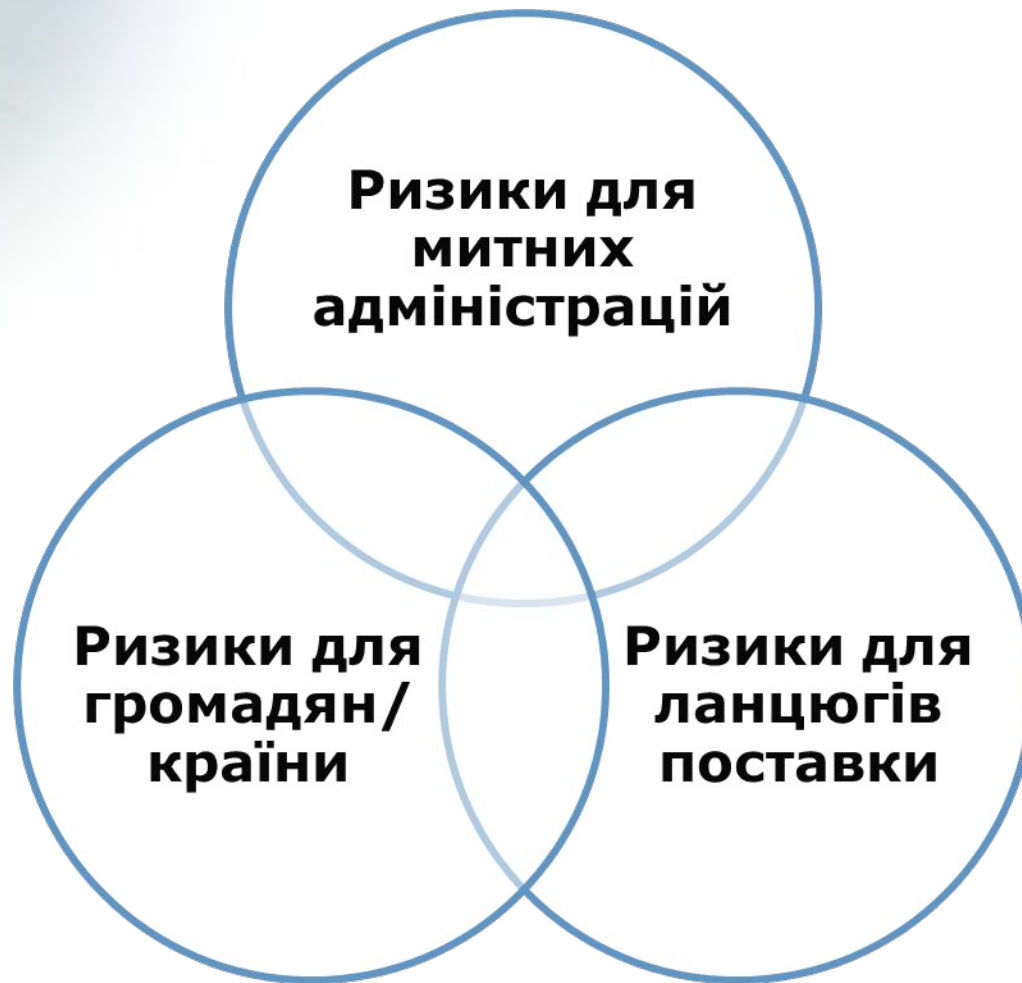 Ризики для
митних
адміністрацій
Ризики для
громадян/
країни
Ризики для
ланцюгів
поставки